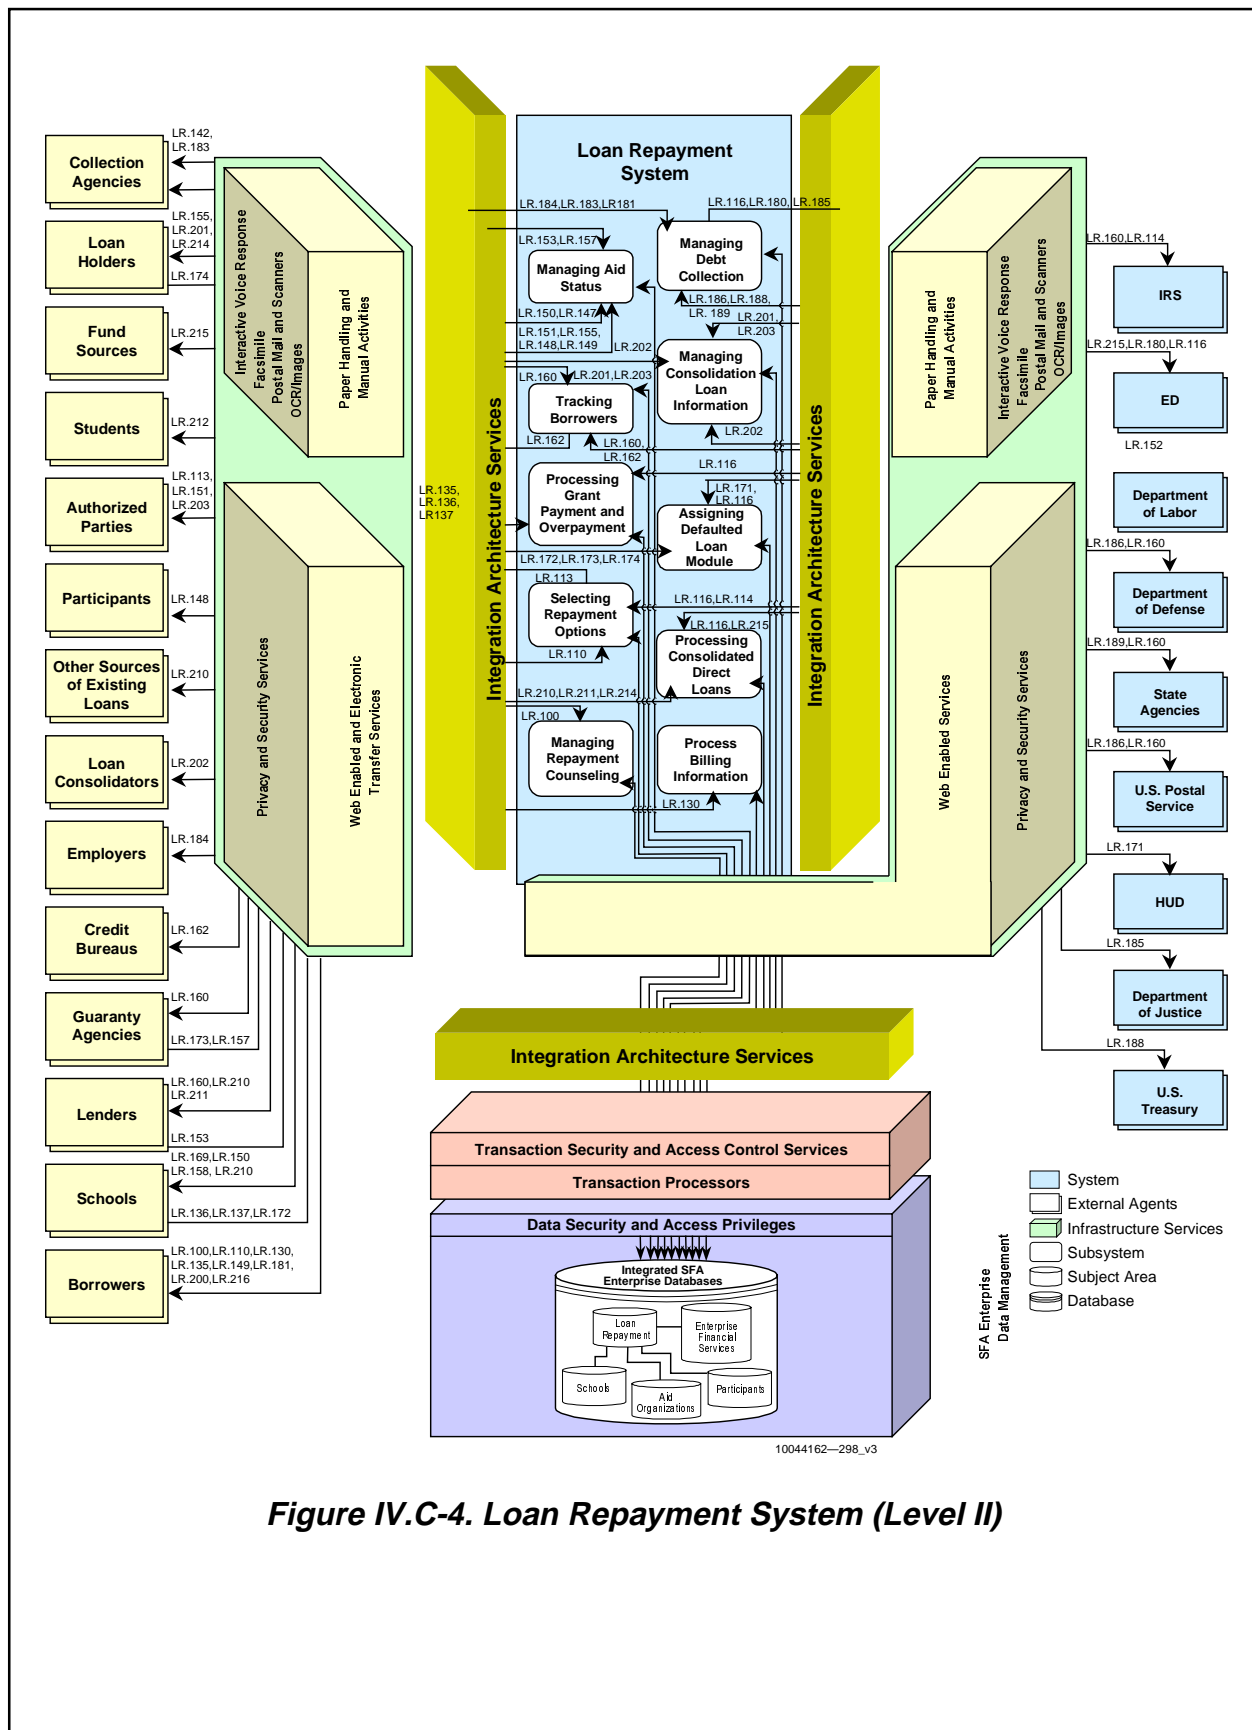 Collection
Agencies
LR.142,
LR.183
Loan
Holders
LR.155,
LR.201,
LR.214
LR.174
Fund
Sources
LR.215
Students
LR.212
Authorized
Parties
LR.113,
LR.151,
LR.203
Participants
LR.148
Other Sources
of Existing
Loans
LR.210
Loan
Consolidators
LR.202
Employers
LR.184
Credit
Bureaus
LR.162
Guaranty
Agencies
LR.160
LR.173,LR.157
Lenders
LR.160,LR.210
LR.211
LR.153
Schools
LR.169,LR.150
LR.158, LR.210
LR.136,LR.137,LR.172
Borrowers
LR.100,LR.110,LR.130,
LR.135,LR.149,LR.181,
LR.200,LR.216
Interactive Voice Response
Facsimile
Postal Mail and Scanners
OCR/Images
Paper Handling and
Manual Activities
Privacy and Security Services
Web Enabled and Electronic
Transfer Services
LR.135,
LR.136,
LR137
Integration Architecture Services
Loan Repayment
System
LR.184,LR.183,LR181
LR.116,LR.180, LR.185
LR.153,LR.157
Managing
Debt
Collection
Managing Aid
Status
LR.186,LR.188,
LR. 189
LR.201,
LR.203
LR.150,LR.147
LR.151,LR.155,
LR.148,LR.149
LR.202
Managing
Consolidation
Loan
Information
LR.160
LR.201,LR.203
Tracking
Borrowers
LR.202
LR.162
LR.160,
LR.162
LR.116
Processing
Grant
Payment and
Overpayment
LR.171,
LR.116
Assigning
Defaulted
Loan
Module
LR.172,LR.173,LR.174
LR.113
Selecting
Repayment
Options
LR.116,LR.114
LR.116,LR.215
LR.110
Processing
Consolidated
Direct
Loans
LR.210,LR.211,LR.214
LR.100
Managing
Repayment
Counseling
Process
Billing
Information
LR.130
Integration Architecture Services
Paper Handling and
Manual Activities
Interactive Voice Response
Facsimile
Postal Mail and Scanners
OCR/Images
Web Enabled Services
Privacy and Security Services
LR.160,LR.114
IRS
LR.215,LR.180,LR.116
ED
LR.152
Department
of Labor
LR.186,LR.160
Department
of Defense
LR.189,LR.160
State
Agencies
LR.186,LR.160
U.S. Postal
Service
LR.171
HUD
LR.185
Department
of Justice
LR.188
U.S.
Treasury
Integration Architecture Services
Transaction Security and Access Control Services
Transaction Processors
Data Security and Access Privileges
Integrated SFA
Enterprise Databases
Loan
Repayment
Enterprise
Financial
Services
Schools
Aid
Organizations
Participants
SFA Enterprise
Data Management
System
External Agents
Infrastructure Services
Subsystem
Subject Area
Database
10044162—298_v3
Figure IV.C-4. Loan Repayment System (Level II)